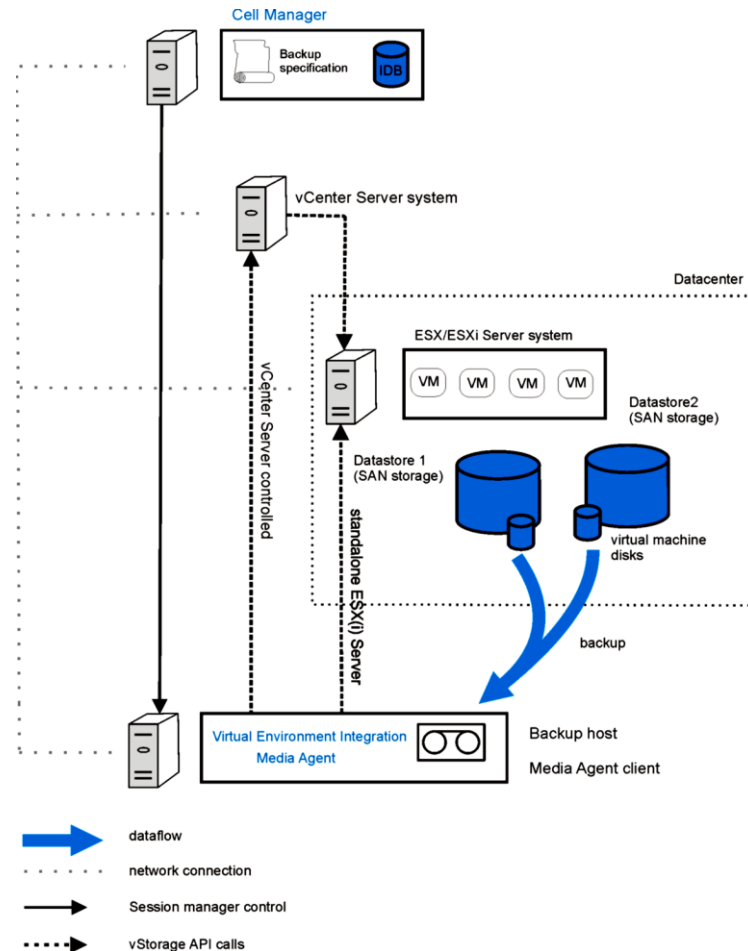 Cell Manager
Backup
specification
IDB
vCenter Server system
Datacenter
ESX/ESXi Server system
VM VM VM VM
Datastore2
(SAN storage)
Datastore 1
(SAN storage)
vCenter Server controlled
standalone ESX(i) Server
virtual machine
disks
backup
Virtual Environment Integration
Media Agent
Backup host
Media Agent client
dataflow
network connection
Session manager control
vStorage API calls